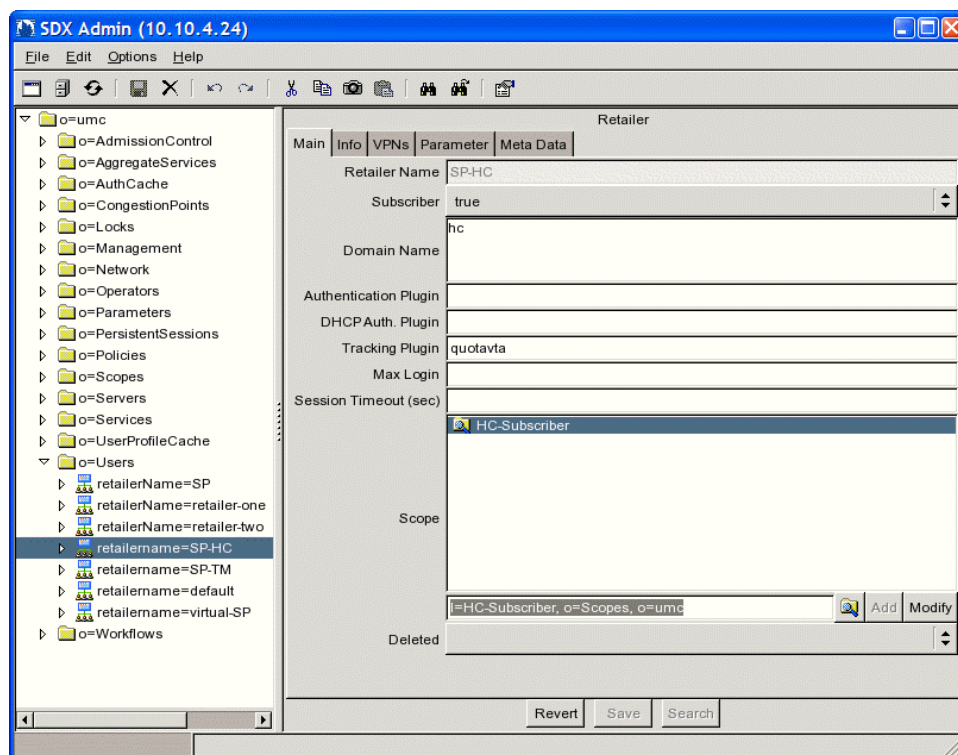 SDX Admin (10.10.4.24)
File Edit Options Help
o=umc
o=AdmissionControl
o=AggregateServices
o=AuthCache
o=CongestionPoints
o=Locks
o=Management
o=Network
o=Operators
o=Parameters
o=PersistentSessions
o=Policies
o=Scopes
o=Servers
o=Services
o=UserProfileCache
o=Users
retailerName=SP
retailerName=retailer-one
retailerName=retailer-two
retailername=SP-HC
retailername=SP-TM
retailername=default
retailername=virtual-SP
o=Workflows
Retailer
Main Info VPNs Parameter Meta Data
Retailer Name SP-HC
Subscriber true
Domain Name hc
Authentication Plugin
DHCP Auth. Plugin
Tracking Plugin quotavta
Max Login
Session Timeout (sec)
HC-Subscriber
Scope
l=HC-Subscriber, o=Scopes, o=umc Add Modify
Deleted
Revert Save Search